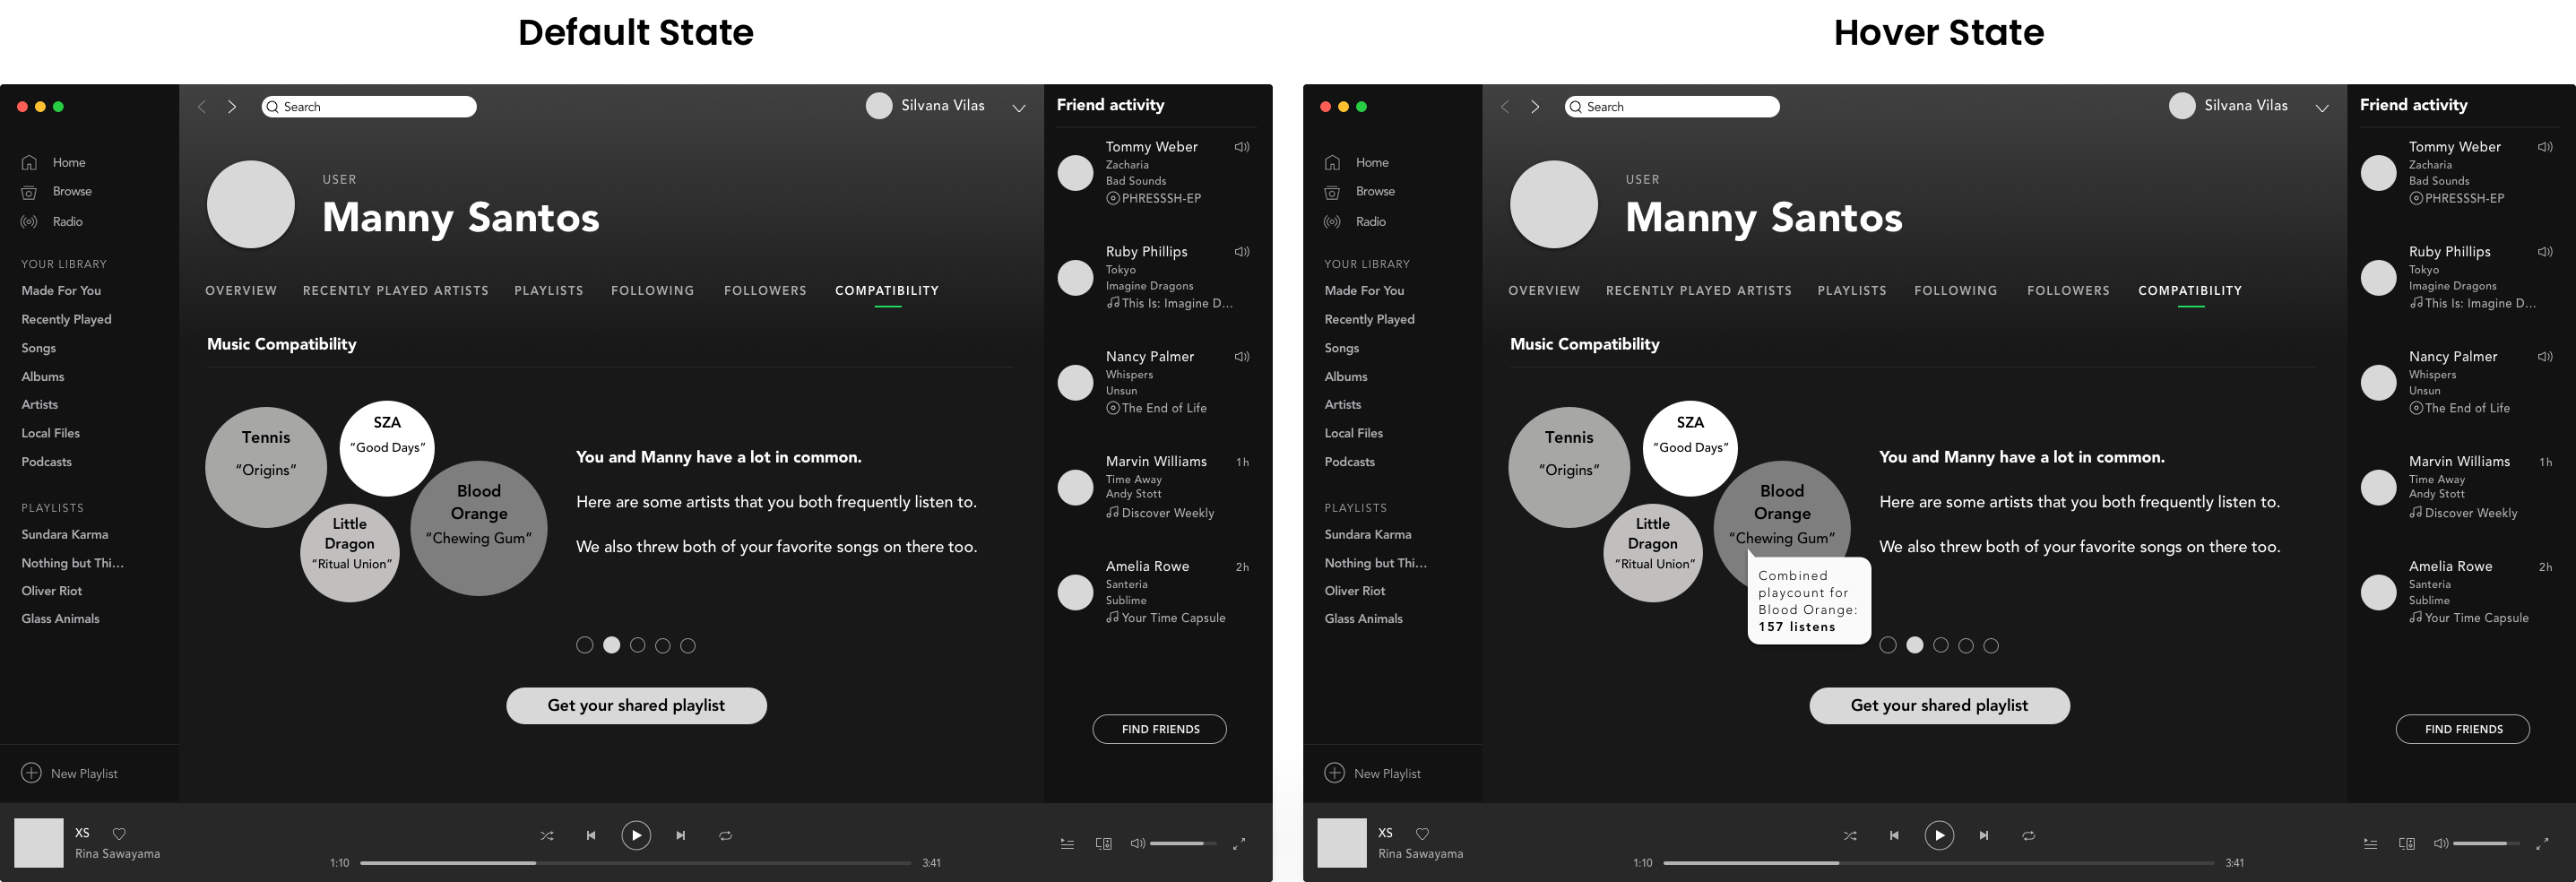 Default State
Search
Silvana Vilas
Home
Browse
Radio
YOUR LIBRARY
Made For You
Recently Played
Songs
Albums
Artists
Local Files
Podcasts
PLAYLISTS
Sundara Karma
Nothing but Thi...
Oliver Riot
Glass Animals
New Playlist
USER
Manny Santos
OVERVIEW RECENTLY PLAYED ARTISTS PLAYLISTS FOLLOWING FOLLOWERS COMPATIBILITY
Music Compatibility
Tennis
“Origins”
SZA
“Good Days”
Little
Dragon
“Ritual Union”
Blood
Orange
“Chewing Gum”
You and Manny have a lot in common.
Here are some artists that you both frequently listen to.
We also threw both of your favorite songs on there too.
Get your shared playlist
Friend activity
Tommy Weber
Zacharia
Bad Sounds
PHRESSSH-EP
Ruby Phillips
Tokyo
Imagine Dragons
This Is: Imagine D...
Nancy Palmer
Whispers
Unsun
The End of Life
Marvin Williams 1h
Time Away
Andy Stott
Discover Weekly
Amelia Rowe 2h
Santeria
Sublime
Your Time Capsule
FIND FRIENDS
XS
Rina Sawayama
1:10 3:41
Hover State
Search
Silvana Vilas
Home
Browse
Radio
YOUR LIBRARY
Made For You
Recently Played
Songs
Albums
Artists
Local Files
Podcasts
PLAYLISTS
Sundara Karma
Nothing but Thi...
Oliver Riot
Glass Animals
New Playlist
USER
Manny Santos
OVERVIEW RECENTLY PLAYED ARTISTS PLAYLISTS FOLLOWING FOLLOWERS COMPATIBILITY
Music Compatibility
Tennis
“Origins”
SZA
“Good Days”
Little
Dragon
“Ritual Union”
Blood
Orange
“Chewing Gum”
Combined
playcount for
Blood Orange:
157 listens
You and Manny have a lot in common.
Here are some artists that you both frequently listen to.
We also threw both of your favorite songs on there too.
Get your shared playlist
Friend activity
Tommy Weber
Zacharia
Bad Sounds
PHRESSSH-EP
Ruby Phillips
Tokyo
Imagine Dragons
This Is: Imagine D...
Nancy Palmer
Whispers
Unsun
The End of Life
Marvin Williams 1h
Time Away
Andy Stott
Discover Weekly
Amelia Rowe 2h
Santeria
Sublime
Your Time Capsule
FIND FRIENDS
XS
Rina Sawayama
1:10 3:41